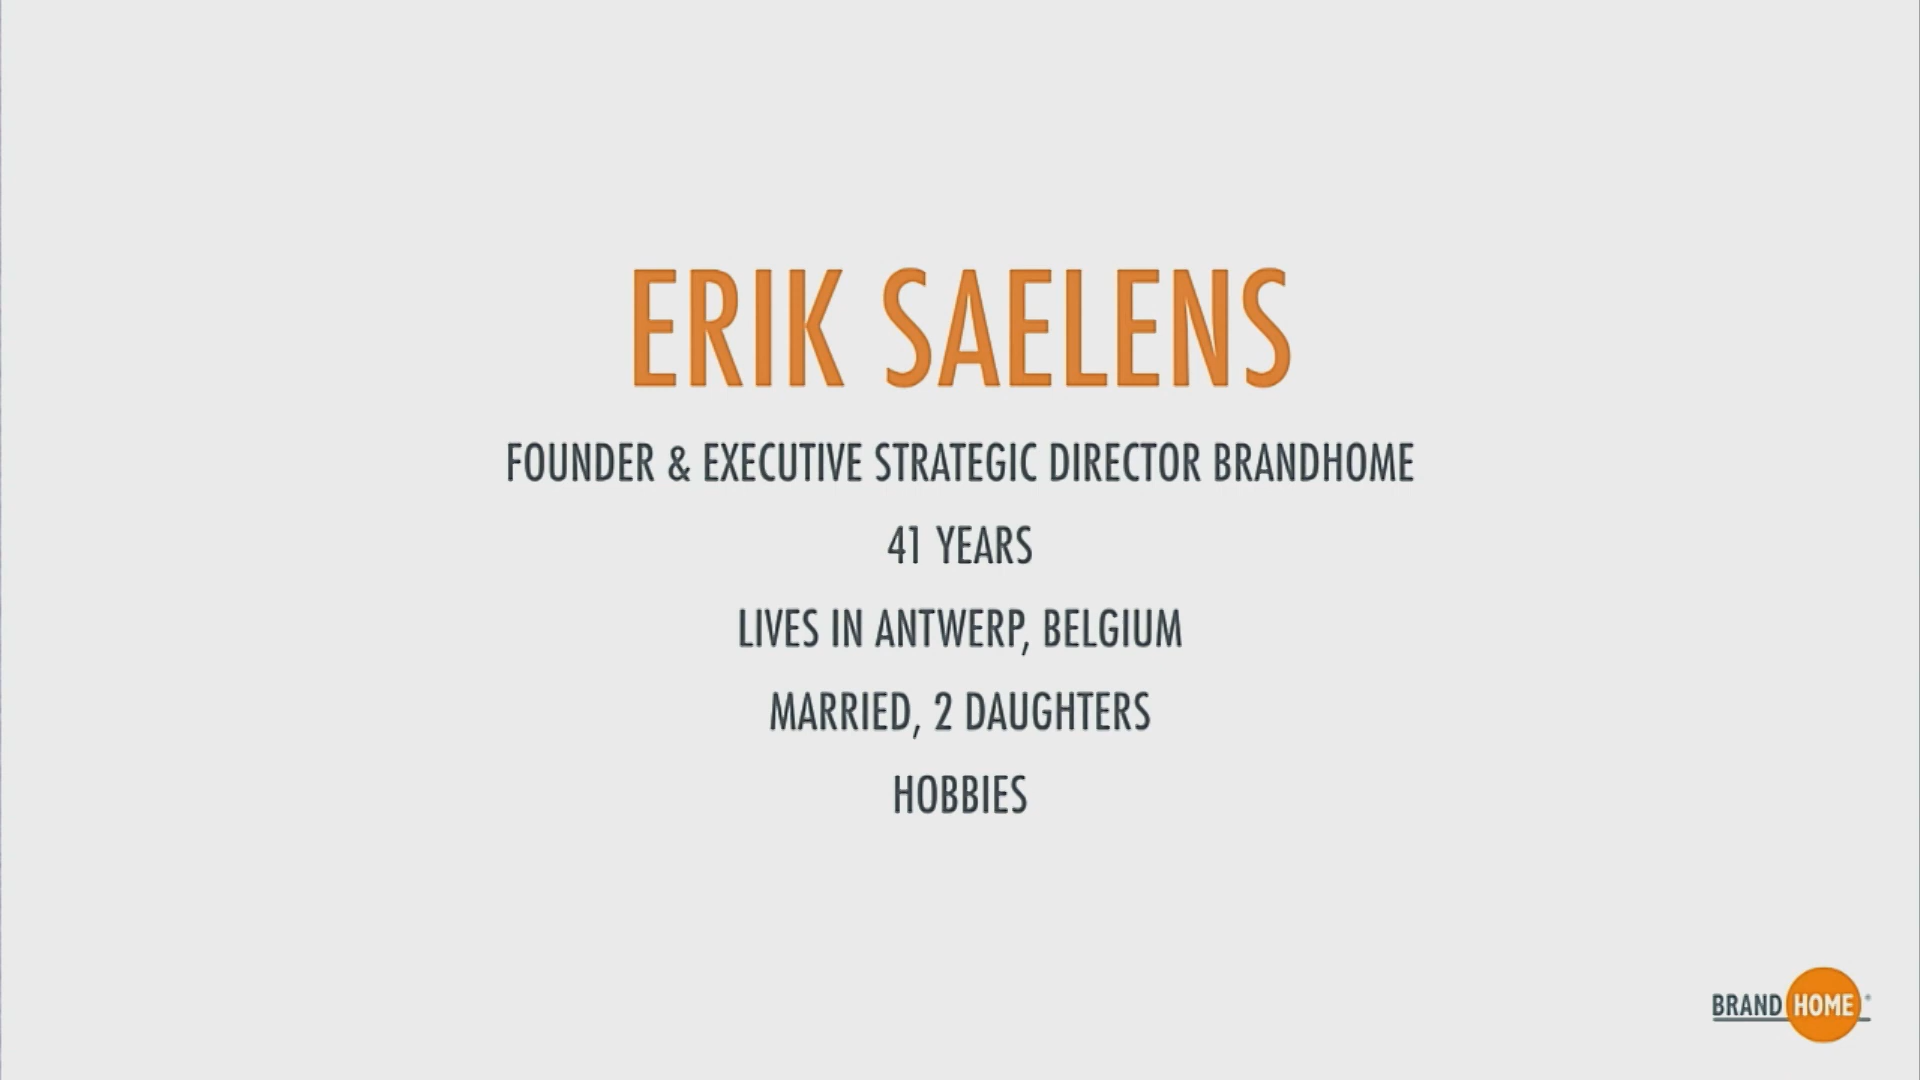 ERIK SAELENS
FOUNDER & EXECUTIVE STRATEGIC DIRECTOR BRANDHOME
41 YEARS
LIVES IN ANTWERP, BELGIUM
MARRIED, 2 DAUGHTERS
HOBBIES
BRAND HOME